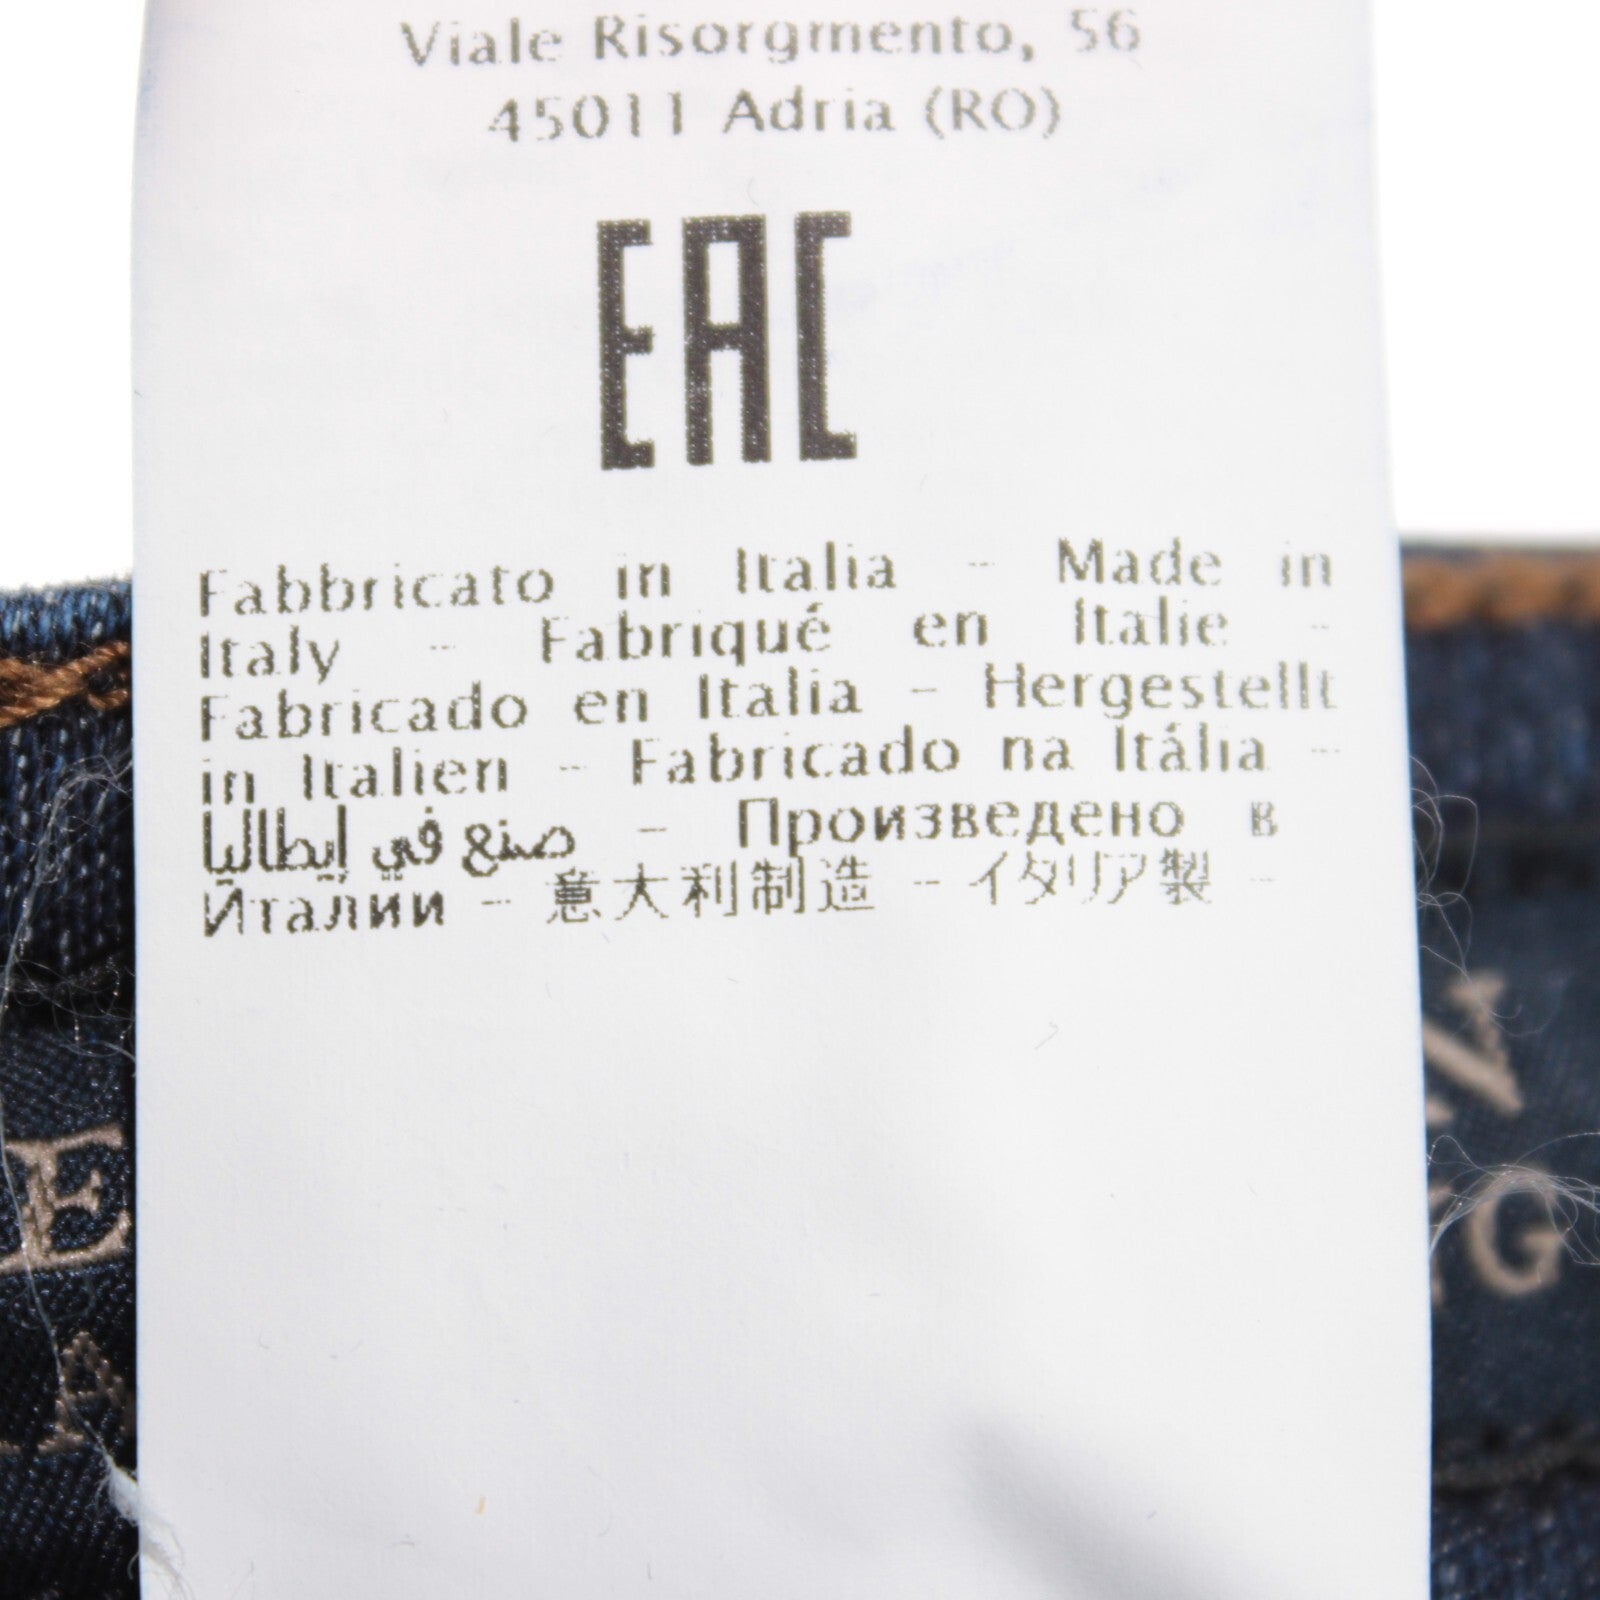 Viale Risorgmento, 56
45011 Adria (RO)
EAC
Fabbricato in Italia - Made in
Italy - Fabriqué en Italie -
Fabricado en Italia - Hergestellt
in Italien - Fabricado na Itália -
صنع في إيطاليا - Произведено в
Италии - 意大利制造 - イタリア製 -